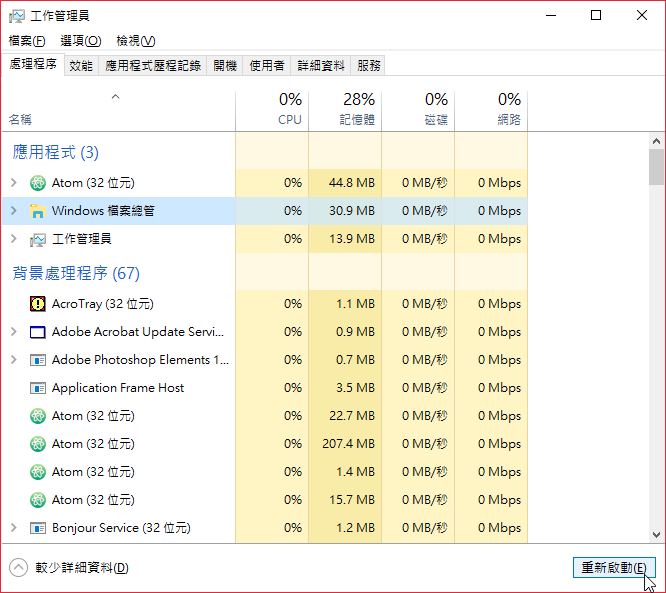 工作管理員
檔案(F) 選項(O) 檢視(V)
處理程序 效能 應用程式歷程記錄 開機 使用者 詳細資料 服務
0% 28% 0% 0%
名稱 CPU 記憶體 磁碟 網路
應用程式 (3)
Atom (32 位元) 0% 44.8 MB 0 MB/秒 0 Mbps
Windows 檔案總管 0% 30.9 MB 0 MB/秒 0 Mbps
工作管理員 0% 13.9 MB 0 MB/秒 0 Mbps
背景處理程序 (67)
AcroTray (32 位元) 0% 1.1 MB 0 MB/秒 0 Mbps
Adobe Acrobat Update Servi... 0% 0.9 MB 0 MB/秒 0 Mbps
Adobe Photoshop Elements 1... 0% 0.7 MB 0 MB/秒 0 Mbps
Application Frame Host 0% 3.5 MB 0 MB/秒 0 Mbps
Atom (32 位元) 0% 22.7 MB 0 MB/秒 0 Mbps
Atom (32 位元) 0% 207.4 MB 0 MB/秒 0 Mbps
Atom (32 位元) 0% 1.4 MB 0 MB/秒 0 Mbps
Atom (32 位元) 0% 15.7 MB 0 MB/秒 0 Mbps
Bonjour Service (32 位元) 0% 1.2 MB 0 MB/秒 0 Mbps
較少詳細資料(D) 重新啟動(E)